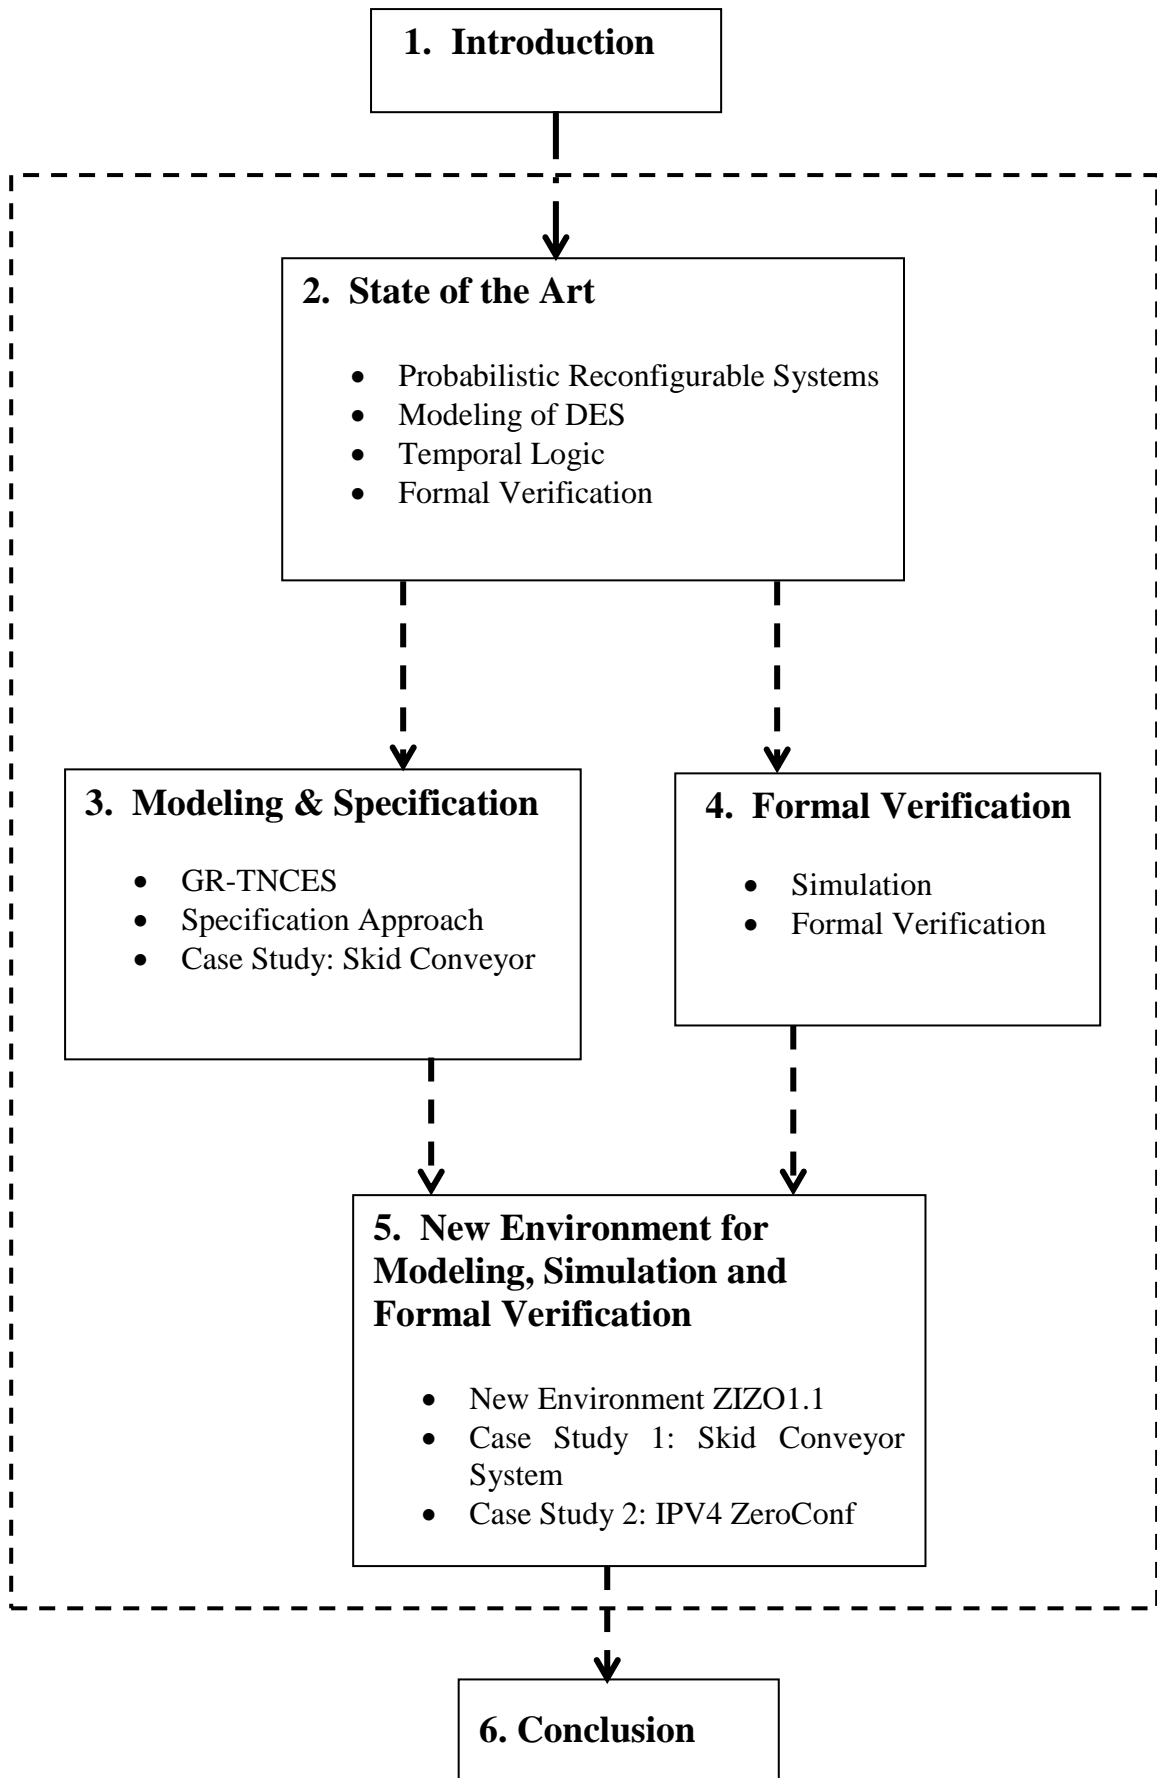 1. Introduction
2. State of the Art
• Probabilistic Reconfigurable Systems
• Modeling of DES
• Temporal Logic
• Formal Verification
3. Modeling & Specification
• GR-TNCES
• Specification Approach
• Case Study: Skid Conveyor
4. Formal Verification
• Simulation
• Formal Verification
5. New Environment for
Modeling, Simulation and
Formal Verification
• New Environment ZIZO1.1
• Case Study 1: Skid Conveyor
System
• Case Study 2: IPV4 ZeroConf
6. Conclusion